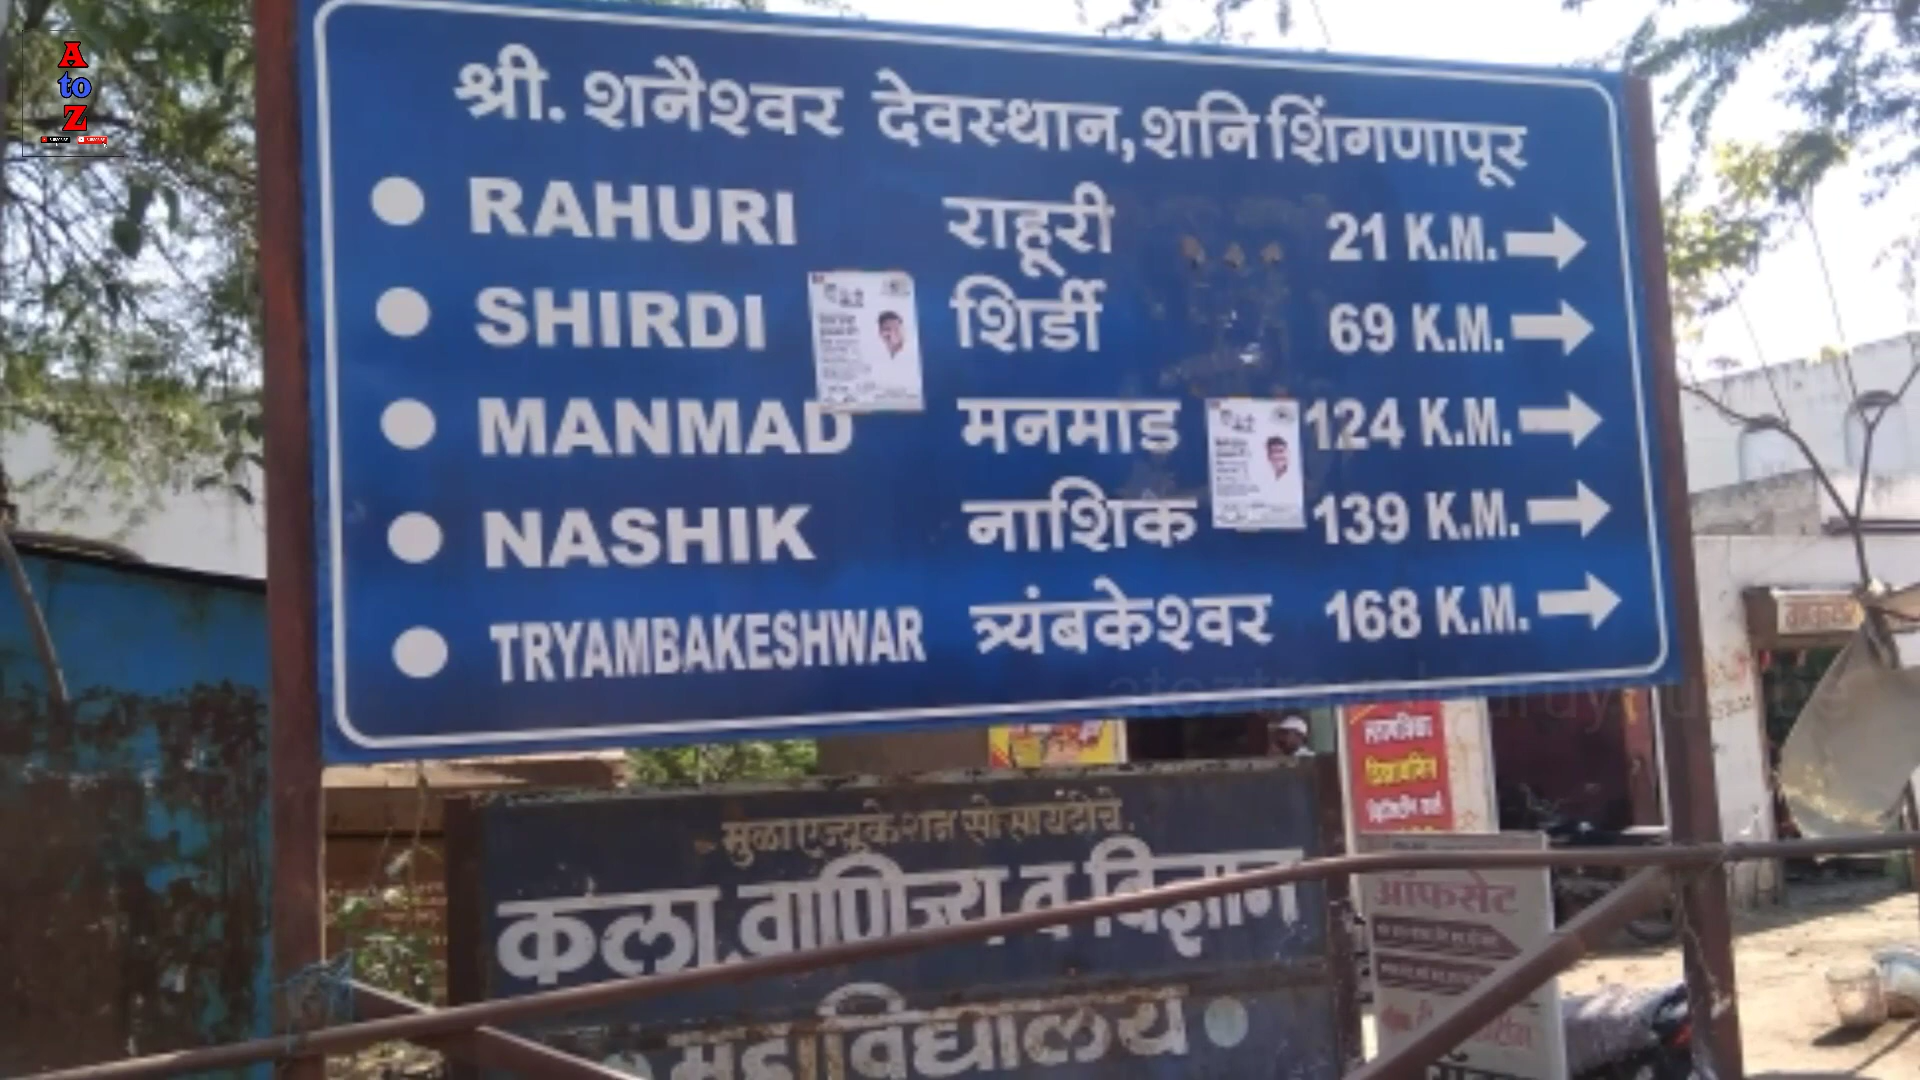 A
to
Z
श्री. शनैश्वर देवस्थान, शनि शिंगणापूर
RAHURI राहूरी 21 K.M.
SHIRDI शिर्डी 69 K.M.
MANMAD मनमाड 124 K.M.
NASHIK नाशिक 139 K.M.
TRYAMBAKESHWAR त्र्यंबकेश्वर 168 K.M.
मुळा एज्युकेशन सोसायटीचे
कला, वाणिज्य व विज्ञान
महाविद्यालय
ऑफसेट